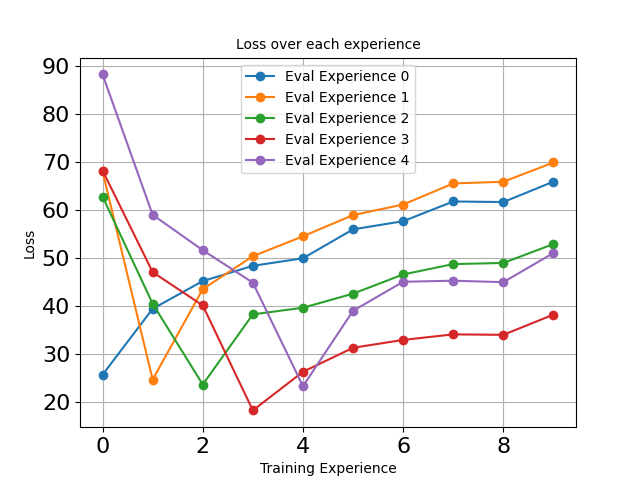 Loss over each experience
90
80
70
60
50
40
30
20
Loss
Eval Experience 0
Eval Experience 1
Eval Experience 2
Eval Experience 3
Eval Experience 4
0 2 4 6 8
Training Experience